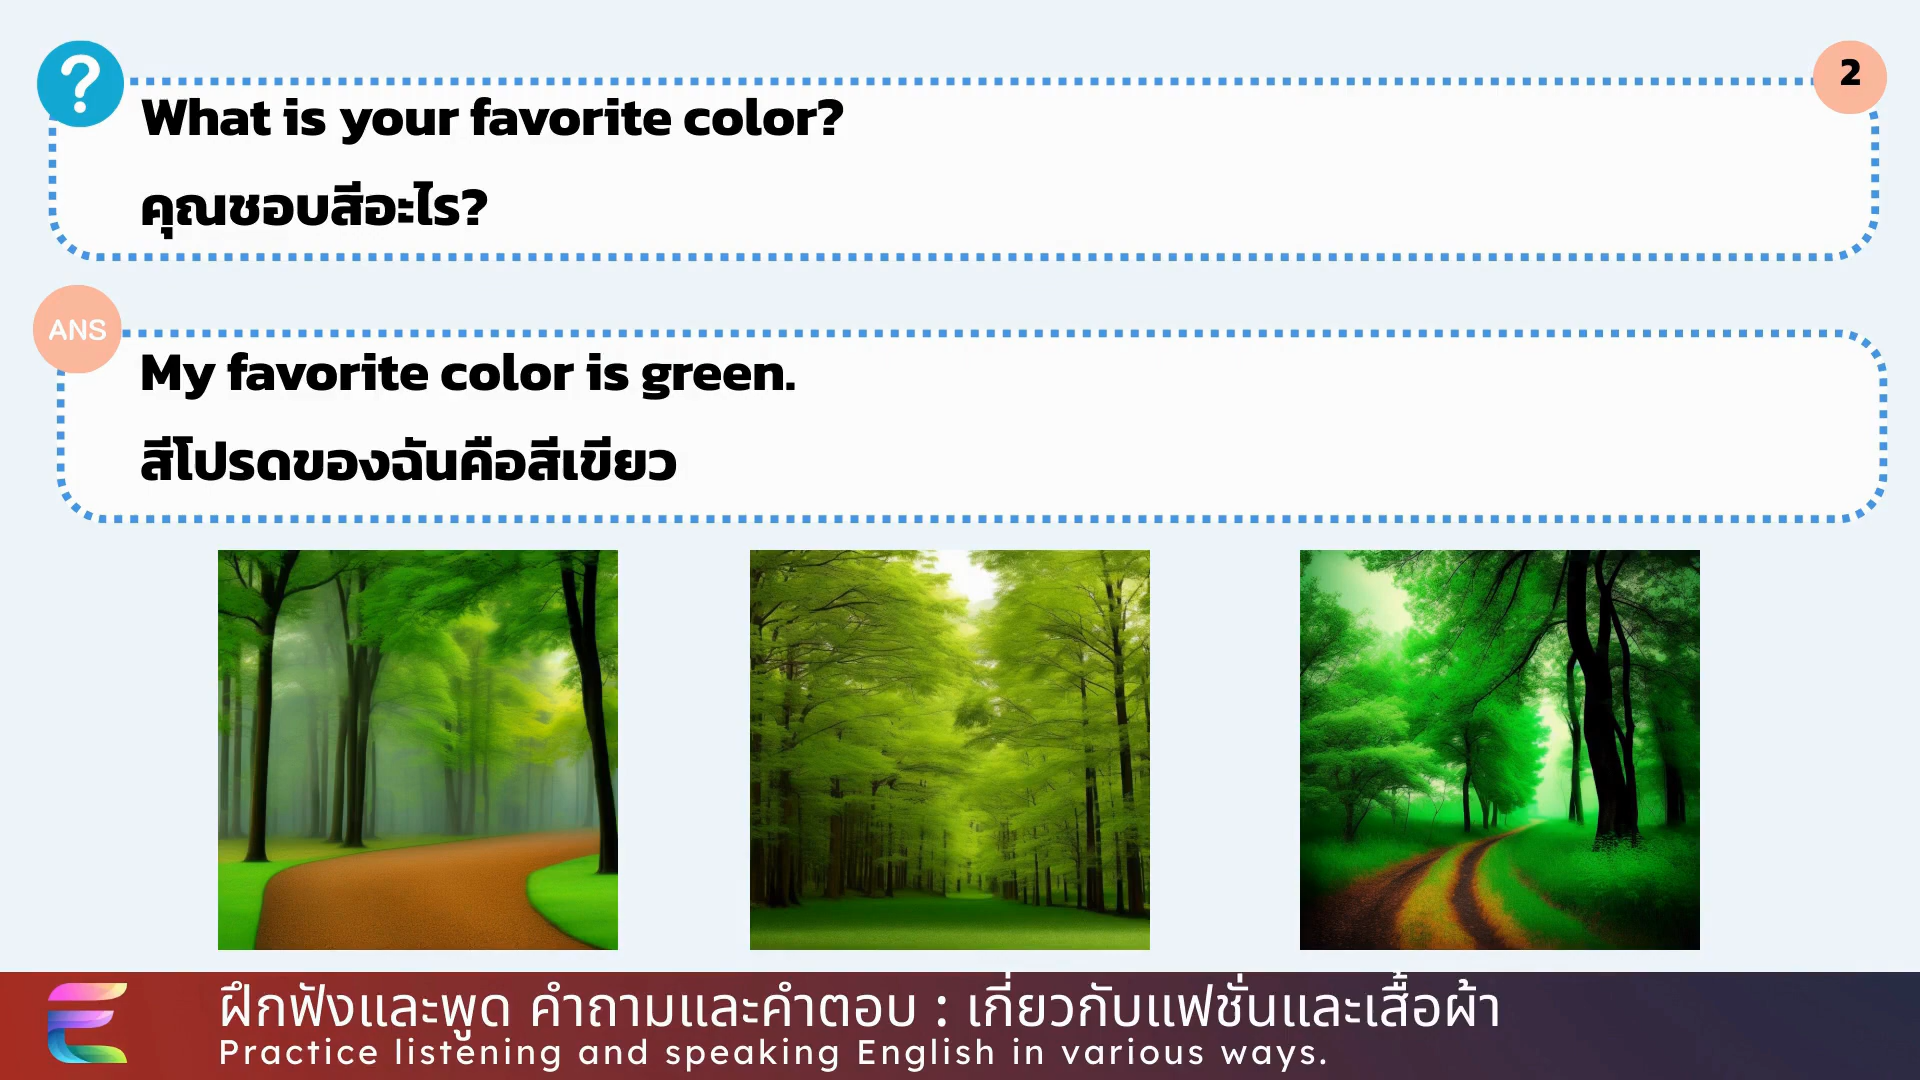 ?
2
What is your favorite color?
คุณชอบสีอะไร?
ANS
My favorite color is green.
สีโปรดของฉันคือสีเขียว
ฝึกฟังและพูด คำถามและคำตอบ : เกี่ยวกับแฟชั่นและเสื้อผ้า
Practice listening and speaking English in various ways.